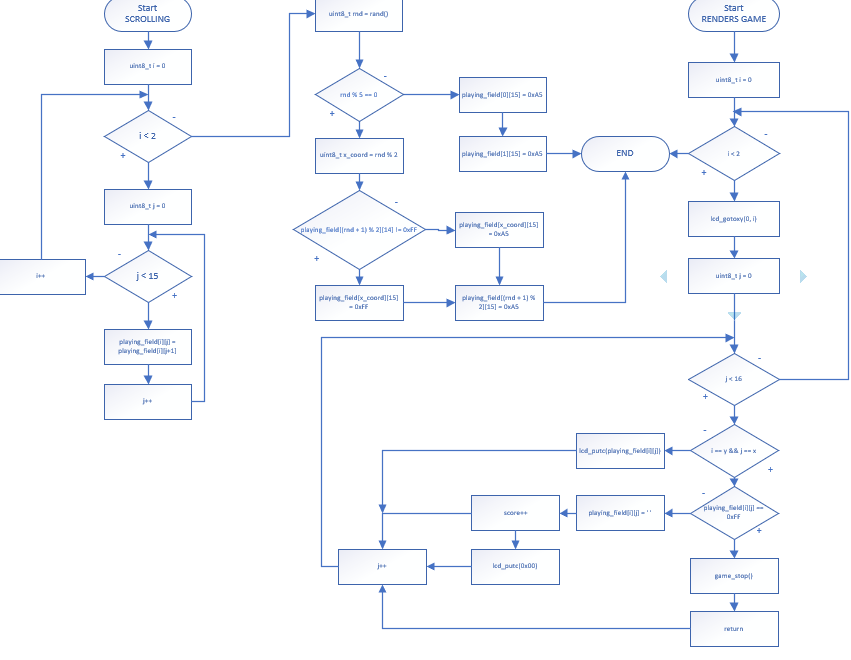 Start
SCROLLING
uint8_t i = 0
-
i < 2
+
uint8_t j = 0
-
j < 15
+
i++
playing_field[i][j] =
playing_field[i][j+1]
j++
uint8_t rnd = rand()
-
rnd % 5 == 0
+
playing_field[0][15] = 0xA5
uint8_t x_coord = rnd % 2
playing_field[1][15] = 0xA5
END
-
playing_field[(rnd + 1) % 2][14] != 0xFF
+
playing_field[x_coord][15]
= 0xA5
playing_field[x_coord][15]
= 0xFF
playing_field[(rnd + 1) %
2][15] = 0xA5
Start
RENDERS GAME
uint8_t i = 0
-
i < 2
+
lcd_gotoxy(0, i)
uint8_t j = 0
-
j < 16
+
-
i == y && j == x
+
lcd_putc(playing_field[i][j])
-
playing_field[i][j] ==
0xFF
+
playing_field[i][j] = ' '
score++
lcd_putc(0x00)
j++
game_stop()
return